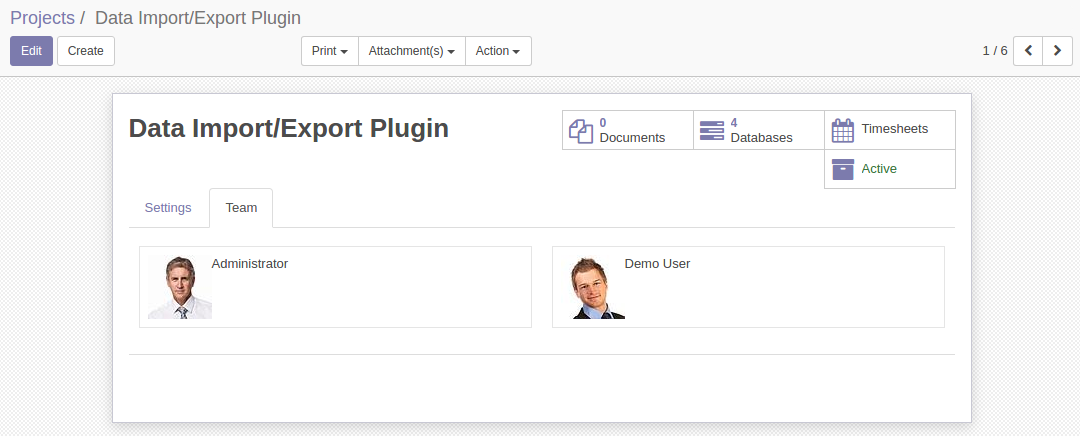 Projects / Data Import/Export Plugin
Edit Create Print Attachment(s) Action 1 / 6
Data Import/Export Plugin
0
Documents
4
Databases
Timesheets
Active
Settings Team
Administrator
Demo User